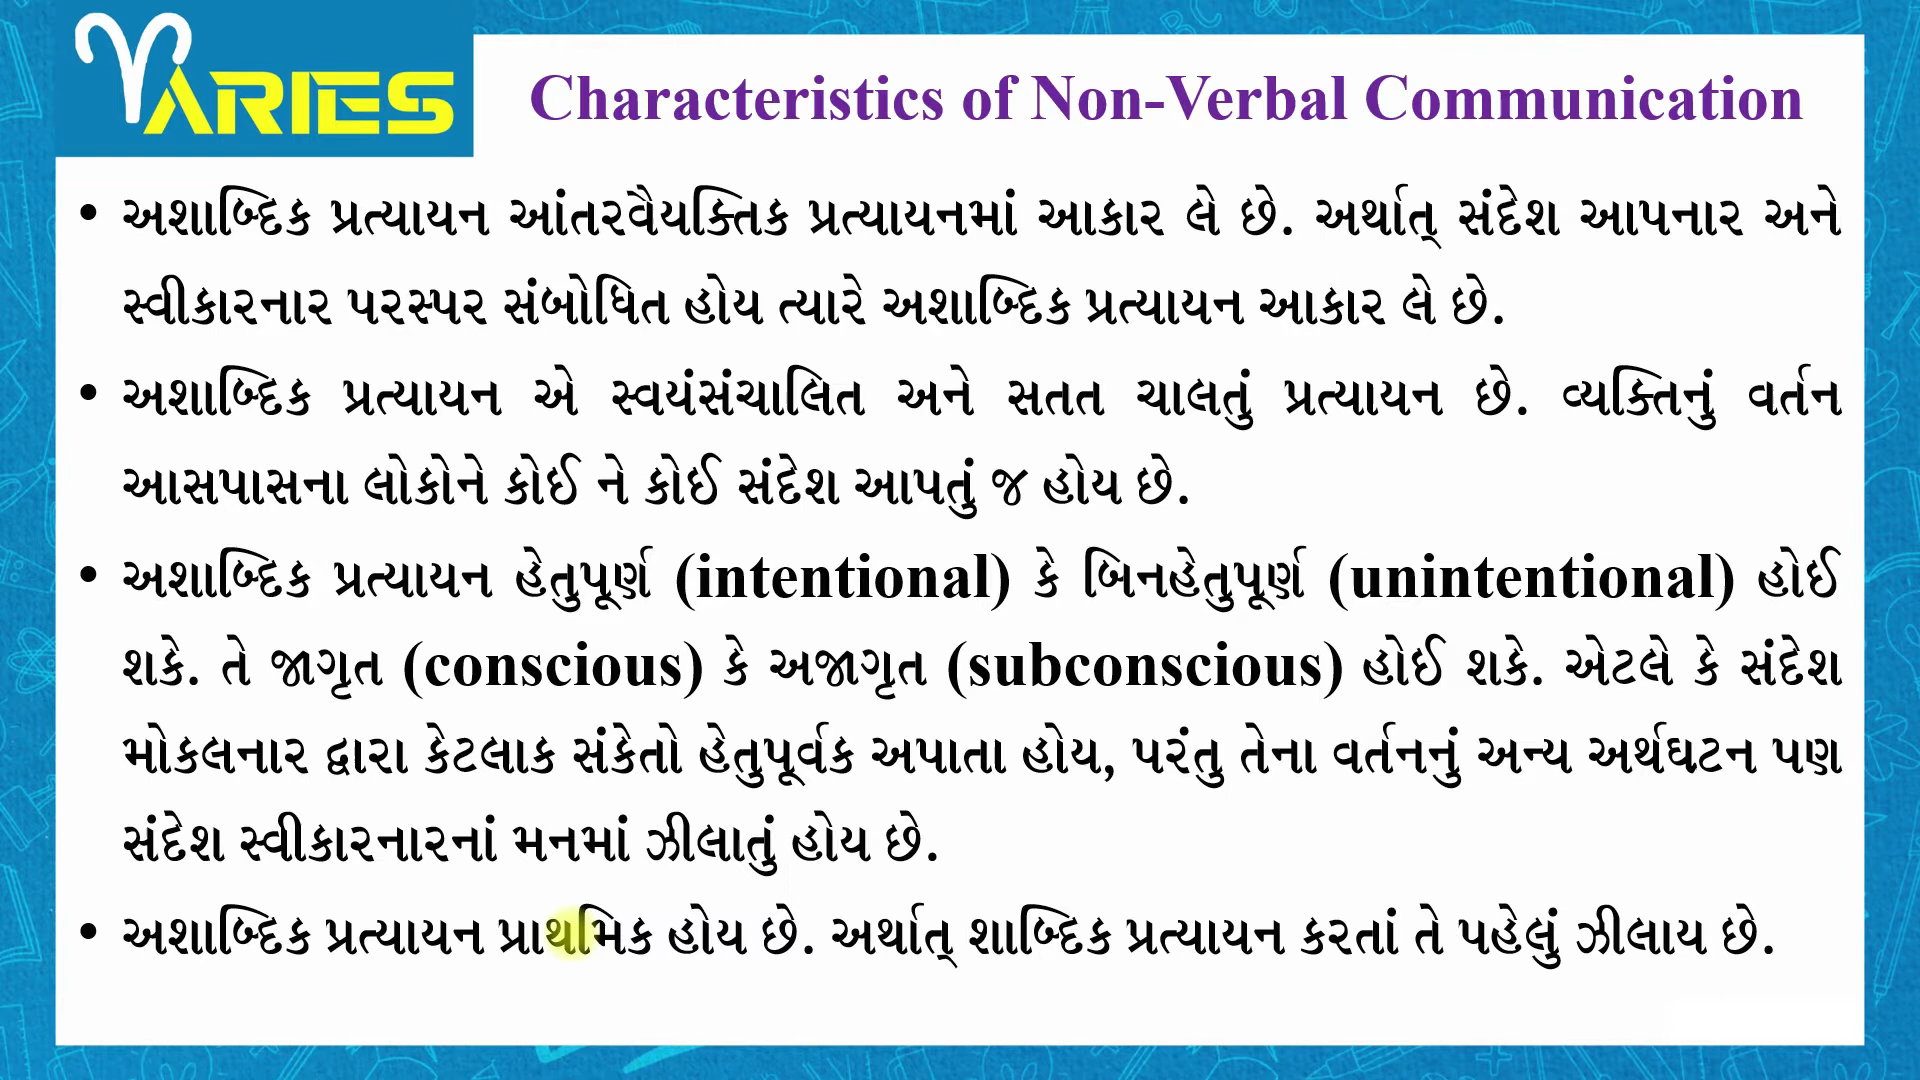 ARIES
Characteristics of Non-Verbal Communication
• અશાબ્દિક પ્રત્યાયન આંતરવૈયક્તિક પ્રત્યાયનમાં આકાર લે છે. અર્થાત્ સંદેશ આપનાર અને
સ્વીકારનાર પરસ્પર સંબોધિત હોય ત્યારે અશાબ્દિક પ્રત્યાયન આકાર લે છે.
• અશાબ્દિક પ્રત્યાયન એ સ્વયંસંચાલિત અને સતત ચાલતું પ્રત્યાયન છે. વ્યક્તિનું વર્તન
આસપાસના લોકોને કોઈ ને કોઈ સંદેશ આપતું જ હોય છે.
• અશાબ્દિક પ્રત્યાયન હેતુપૂર્ણ (intentional) કે બિનહેતુપૂર્ણ (unintentional) હોઈ
શકે. તે જાગૃત (conscious) કે અજાગૃત (subconscious) હોઈ શકે. એટલે કે સંદેશ
મોકલનાર દ્વારા કેટલાક સંકેતો હેતુપૂર્વક અપાતા હોય, પરંતુ તેના વર્તનનું અન્ય અર્થઘટન પણ
સંદેશ સ્વીકારનારનાં મનમાં ઝીલાતું હોય છે.
• અશાબ્દિક પ્રત્યાયન પ્રાથમિક હોય છે. અર્થાત્ શાબ્દિક પ્રત્યાયન કરતાં તે પહેલું ઝીલાય છે.